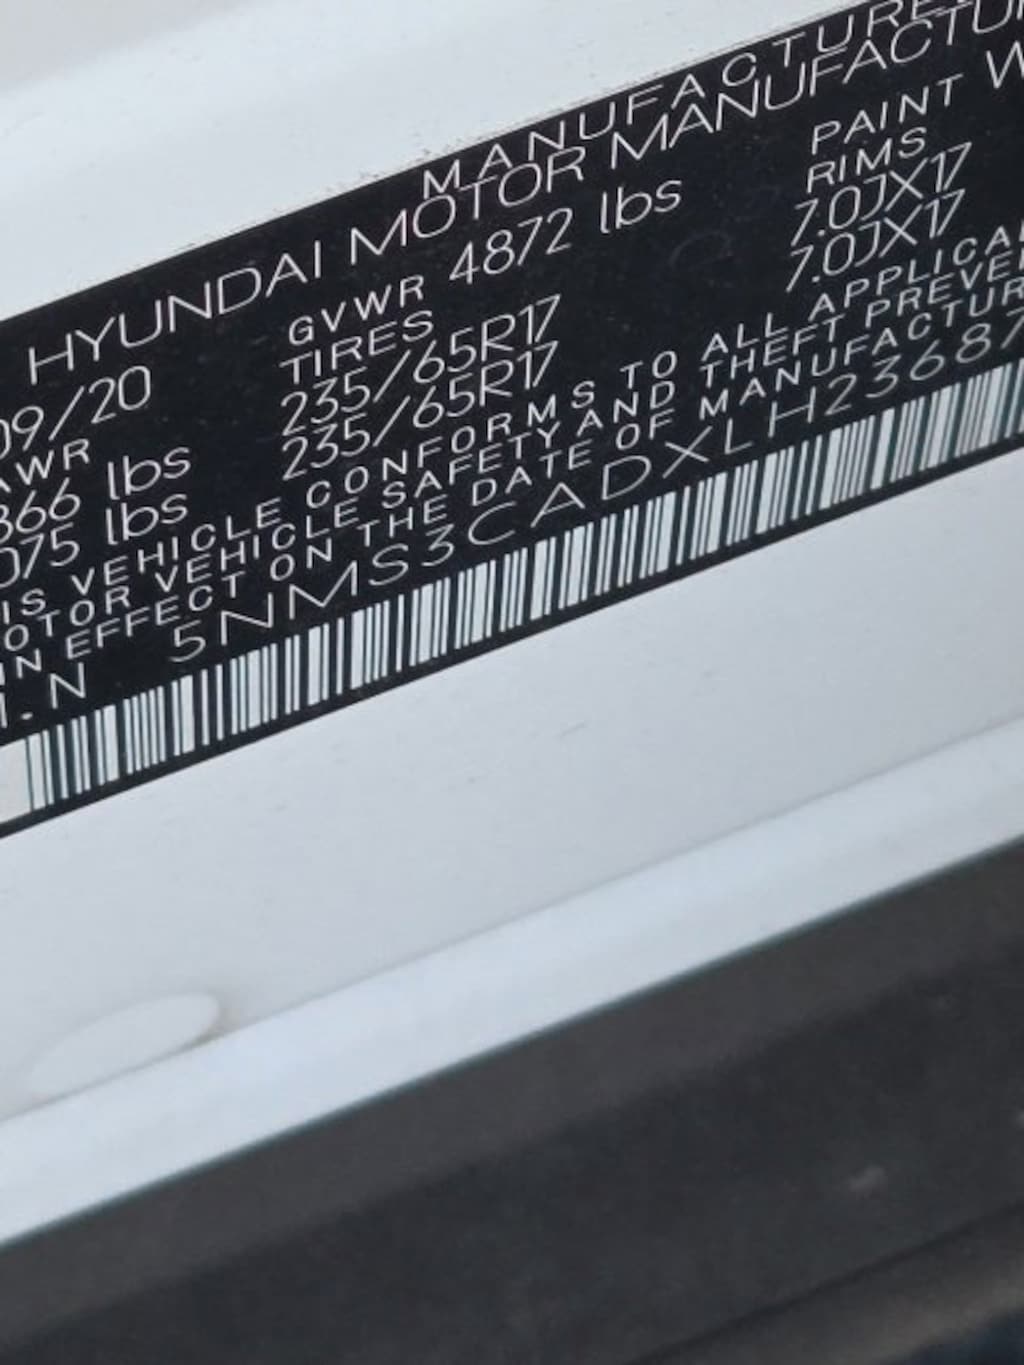 MANUFACTURE
HYUNDAI MOTOR MANUFACTU
09/20 GVWR 4872 lbs PAINT W
AWR TIRES RIMS
366 lbs 235/65R17 7.0JX17
075 lbs 235/65R17 7.0JX17
IS VEHICLE CONFORMS TO ALL APPLICA
OTOR VEHICLE SAFETY AND THEFT PREVE
IN EFFECT ON THE DATE OF MANUFACTUR
I.N 5NMS3CADXLH23687